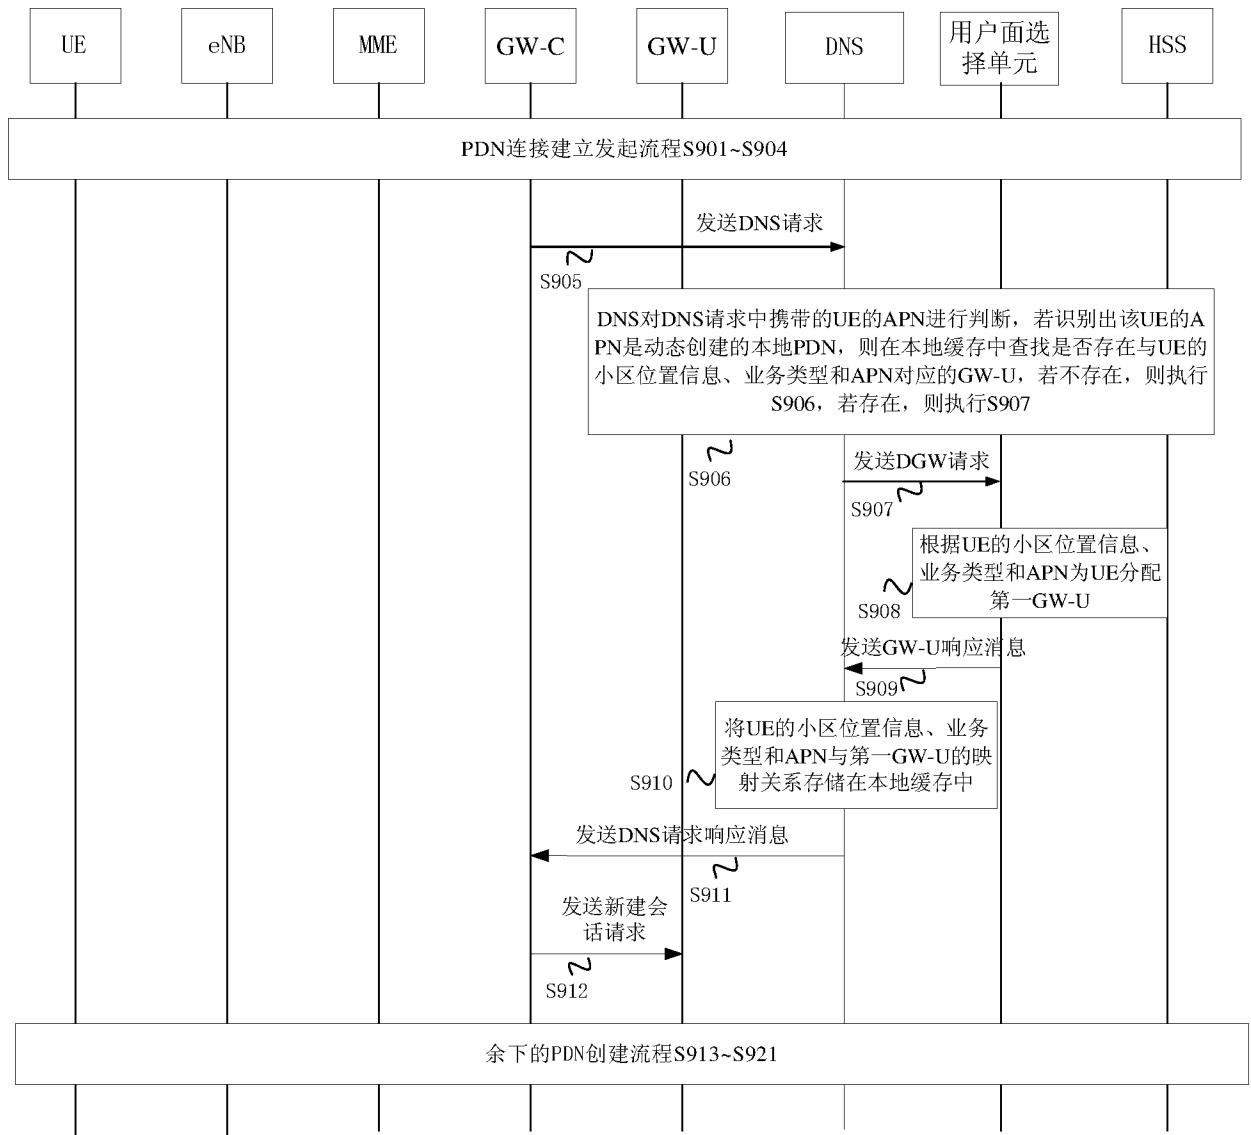 UE
eNB
MME
GW-C
GW-U
DNS
用户面选
择单元
HSS
PDN连接建立发起流程S901~S904
发送DNS请求
S905
DNS对DNS请求中携带的UE的APN进行判断，若识别出该UE的A
PN是动态创建的本地PDN，则在本地缓存中查找是否存在与UE的
小区位置信息、业务类型和APN对应的GW-U，若不存在，则执行
S906，若存在，则执行S907
S906
发送DGW请求
S907
根据UE的小区位置信息、
业务类型和APN为UE分配
第一GW-U
S908
发送GW-U响应消息
S909
将UE的小区位置信息、业务
类型和APN与第一GW-U的映
射关系存储在本地缓存中
S910
发送DNS请求响应消息
S911
发送新建会
话请求
S912
余下的PDN创建流程S913~S921